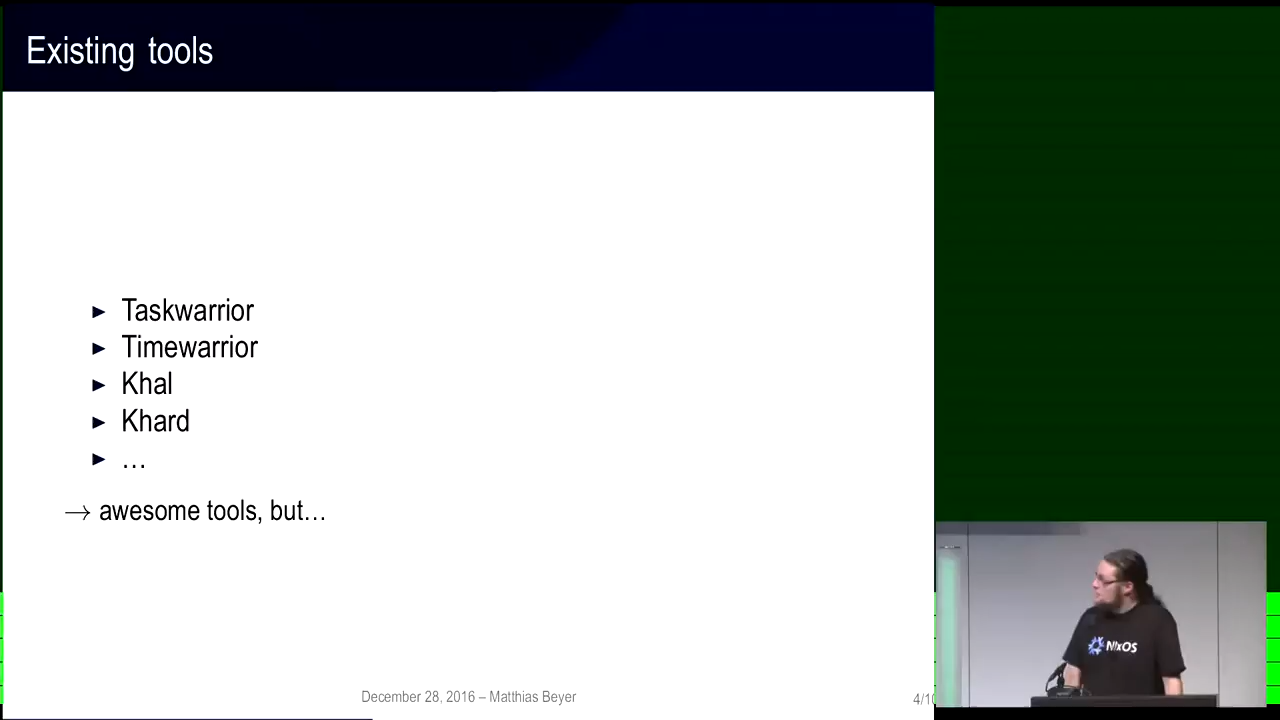 Existing tools
▶ Taskwarrior
▶ Timewarrior
▶ Khal
▶ Khard
▶ …
→ awesome tools, but…
December 28, 2016 – Matthias Beyer
4/10
NixOS